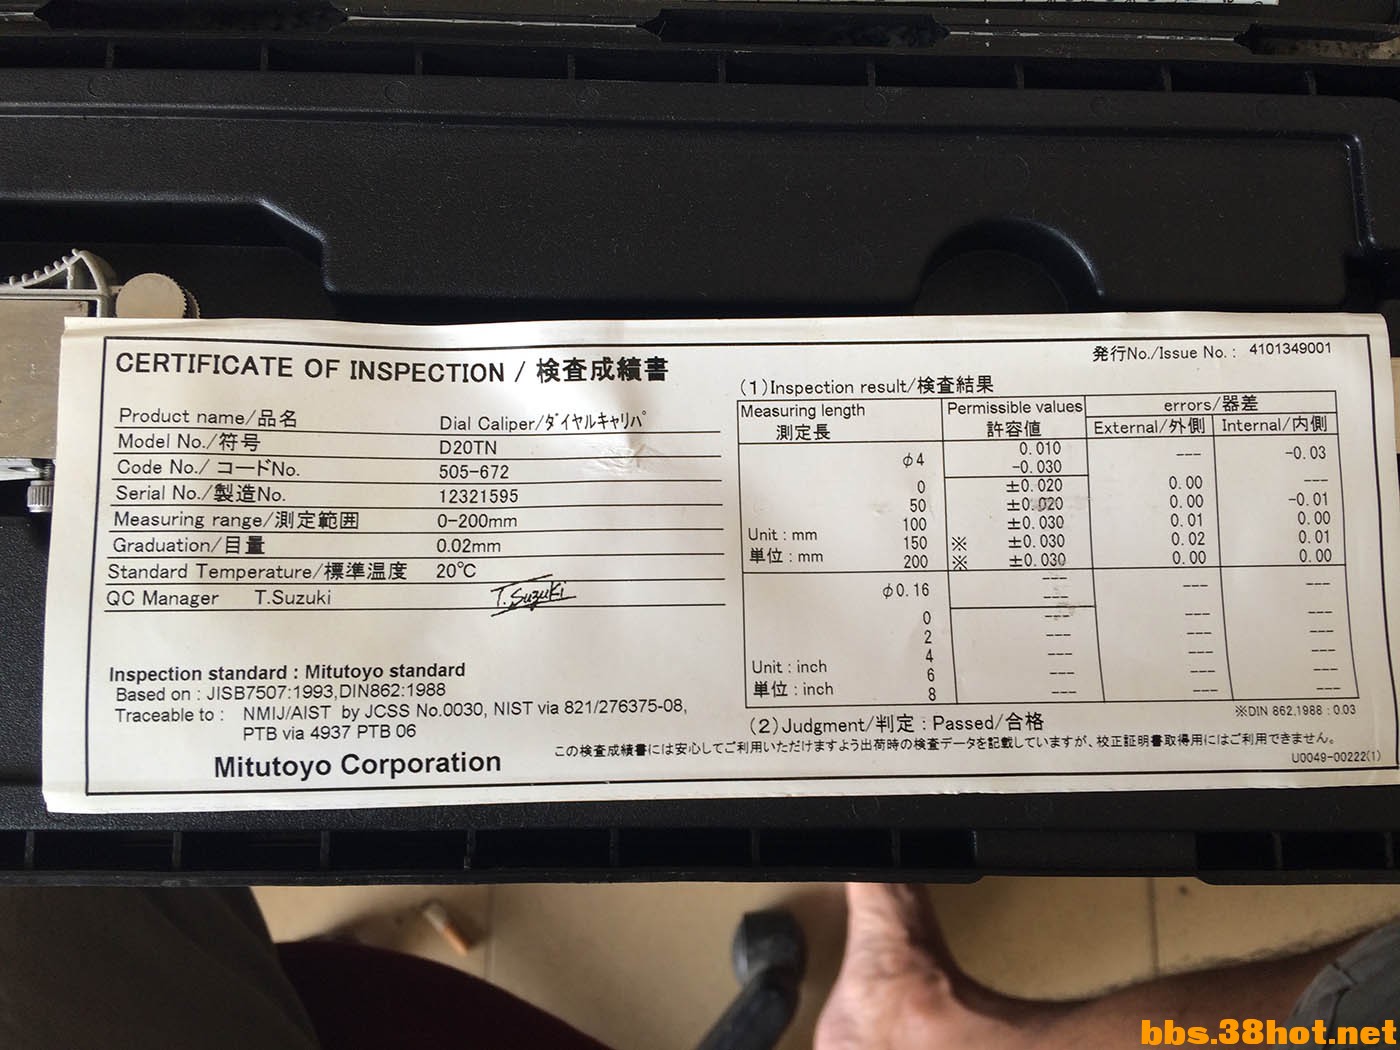 CERTIFICATE OF INSPECTION / 検査成績書
Product name/品名 Dial Caliper/ﾀﾞｲﾔﾙｷｬﾘﾊﾟ
Model No./符号 D20TN
Code No./ コードNo. 505-672
Serial No./製造No. 12321595
Measuring range/測定範囲 0-200mm
Graduation/目量 0.02mm
Standard Temperature/標準温度 20℃
QC Manager T.Suzuki T.Suzuki
Inspection standard : Mitutoyo standard
Based on : JISB7507:1993,DIN862:1988
Traceable to : NMIJ/AIST by JCSS No.0030, NIST via 821/276375-08,
PTB via 4937 PTB 06
Mitutoyo Corporation
発行No./Issue No. : 4101349001
(1)Inspection result/検査結果
Measuring length Permissible values errors/器差
測定長 許容値 External/外側 Internal/内側
φ4 0.010 --- -0.03
-0.030
0 ±0.020 0.00 ---
50 ±0.020 0.00 -0.01
100 ±0.030 0.01 0.00
Unit : mm 150 ※ ±0.030 0.02 0.01
単位 : mm 200 ※ ±0.030 0.00 0.00
φ0.16 --- --- ---
---
0 --- --- ---
2 --- --- ---
4 --- --- ---
Unit : inch 6 --- --- ---
単位 : inch 8 --- --- ---
※DIN 862.1988 : 0.03
(2)Judgment/判定 : Passed/合格
この検査成績書には安心してご利用いただけますよう出荷時の検査データを記載していますが、校正証明書取得用にはご利用できません。
U0049-00222(1)
bbs.38hot.net